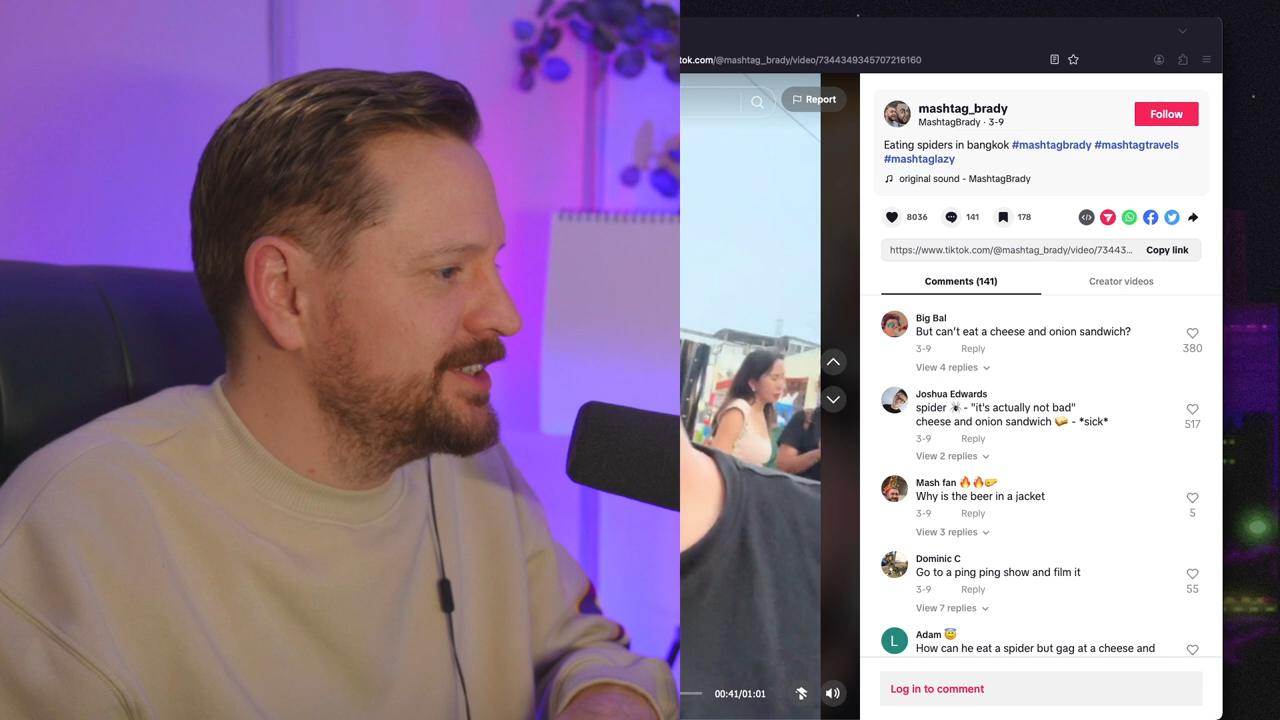 tok.com/@mashtag_brady/video/7344349345707216160
Report
mashtag_brady
MashtagBrady · 3-9
Follow
Eating spiders in bangkok #mashtagbrady #mashtagtravels
#mashtaglazy
original sound - MashtagBrady
8036
141
178
https://www.tiktok.com/@mashtag_brady/video/73443...
Copy link
Comments (141)
Creator videos
Big Bal
But can't eat a cheese and onion sandwich?
3-9 Reply
380
View 4 replies
Joshua Edwards
spider 🕷 - "it's actually not bad"
cheese and onion sandwich 🥪 - *sick*
517
3-9 Reply
View 2 replies
Mash fan 🔥🔥🤛
Why is the beer in a jacket
3-9 Reply
5
View 3 replies
Dominic C
Go to a ping ping show and film it
3-9 Reply
55
View 7 replies
L
Adam 😇
How can he eat a spider but gag at a cheese and
Log in to comment
00:41/01:01